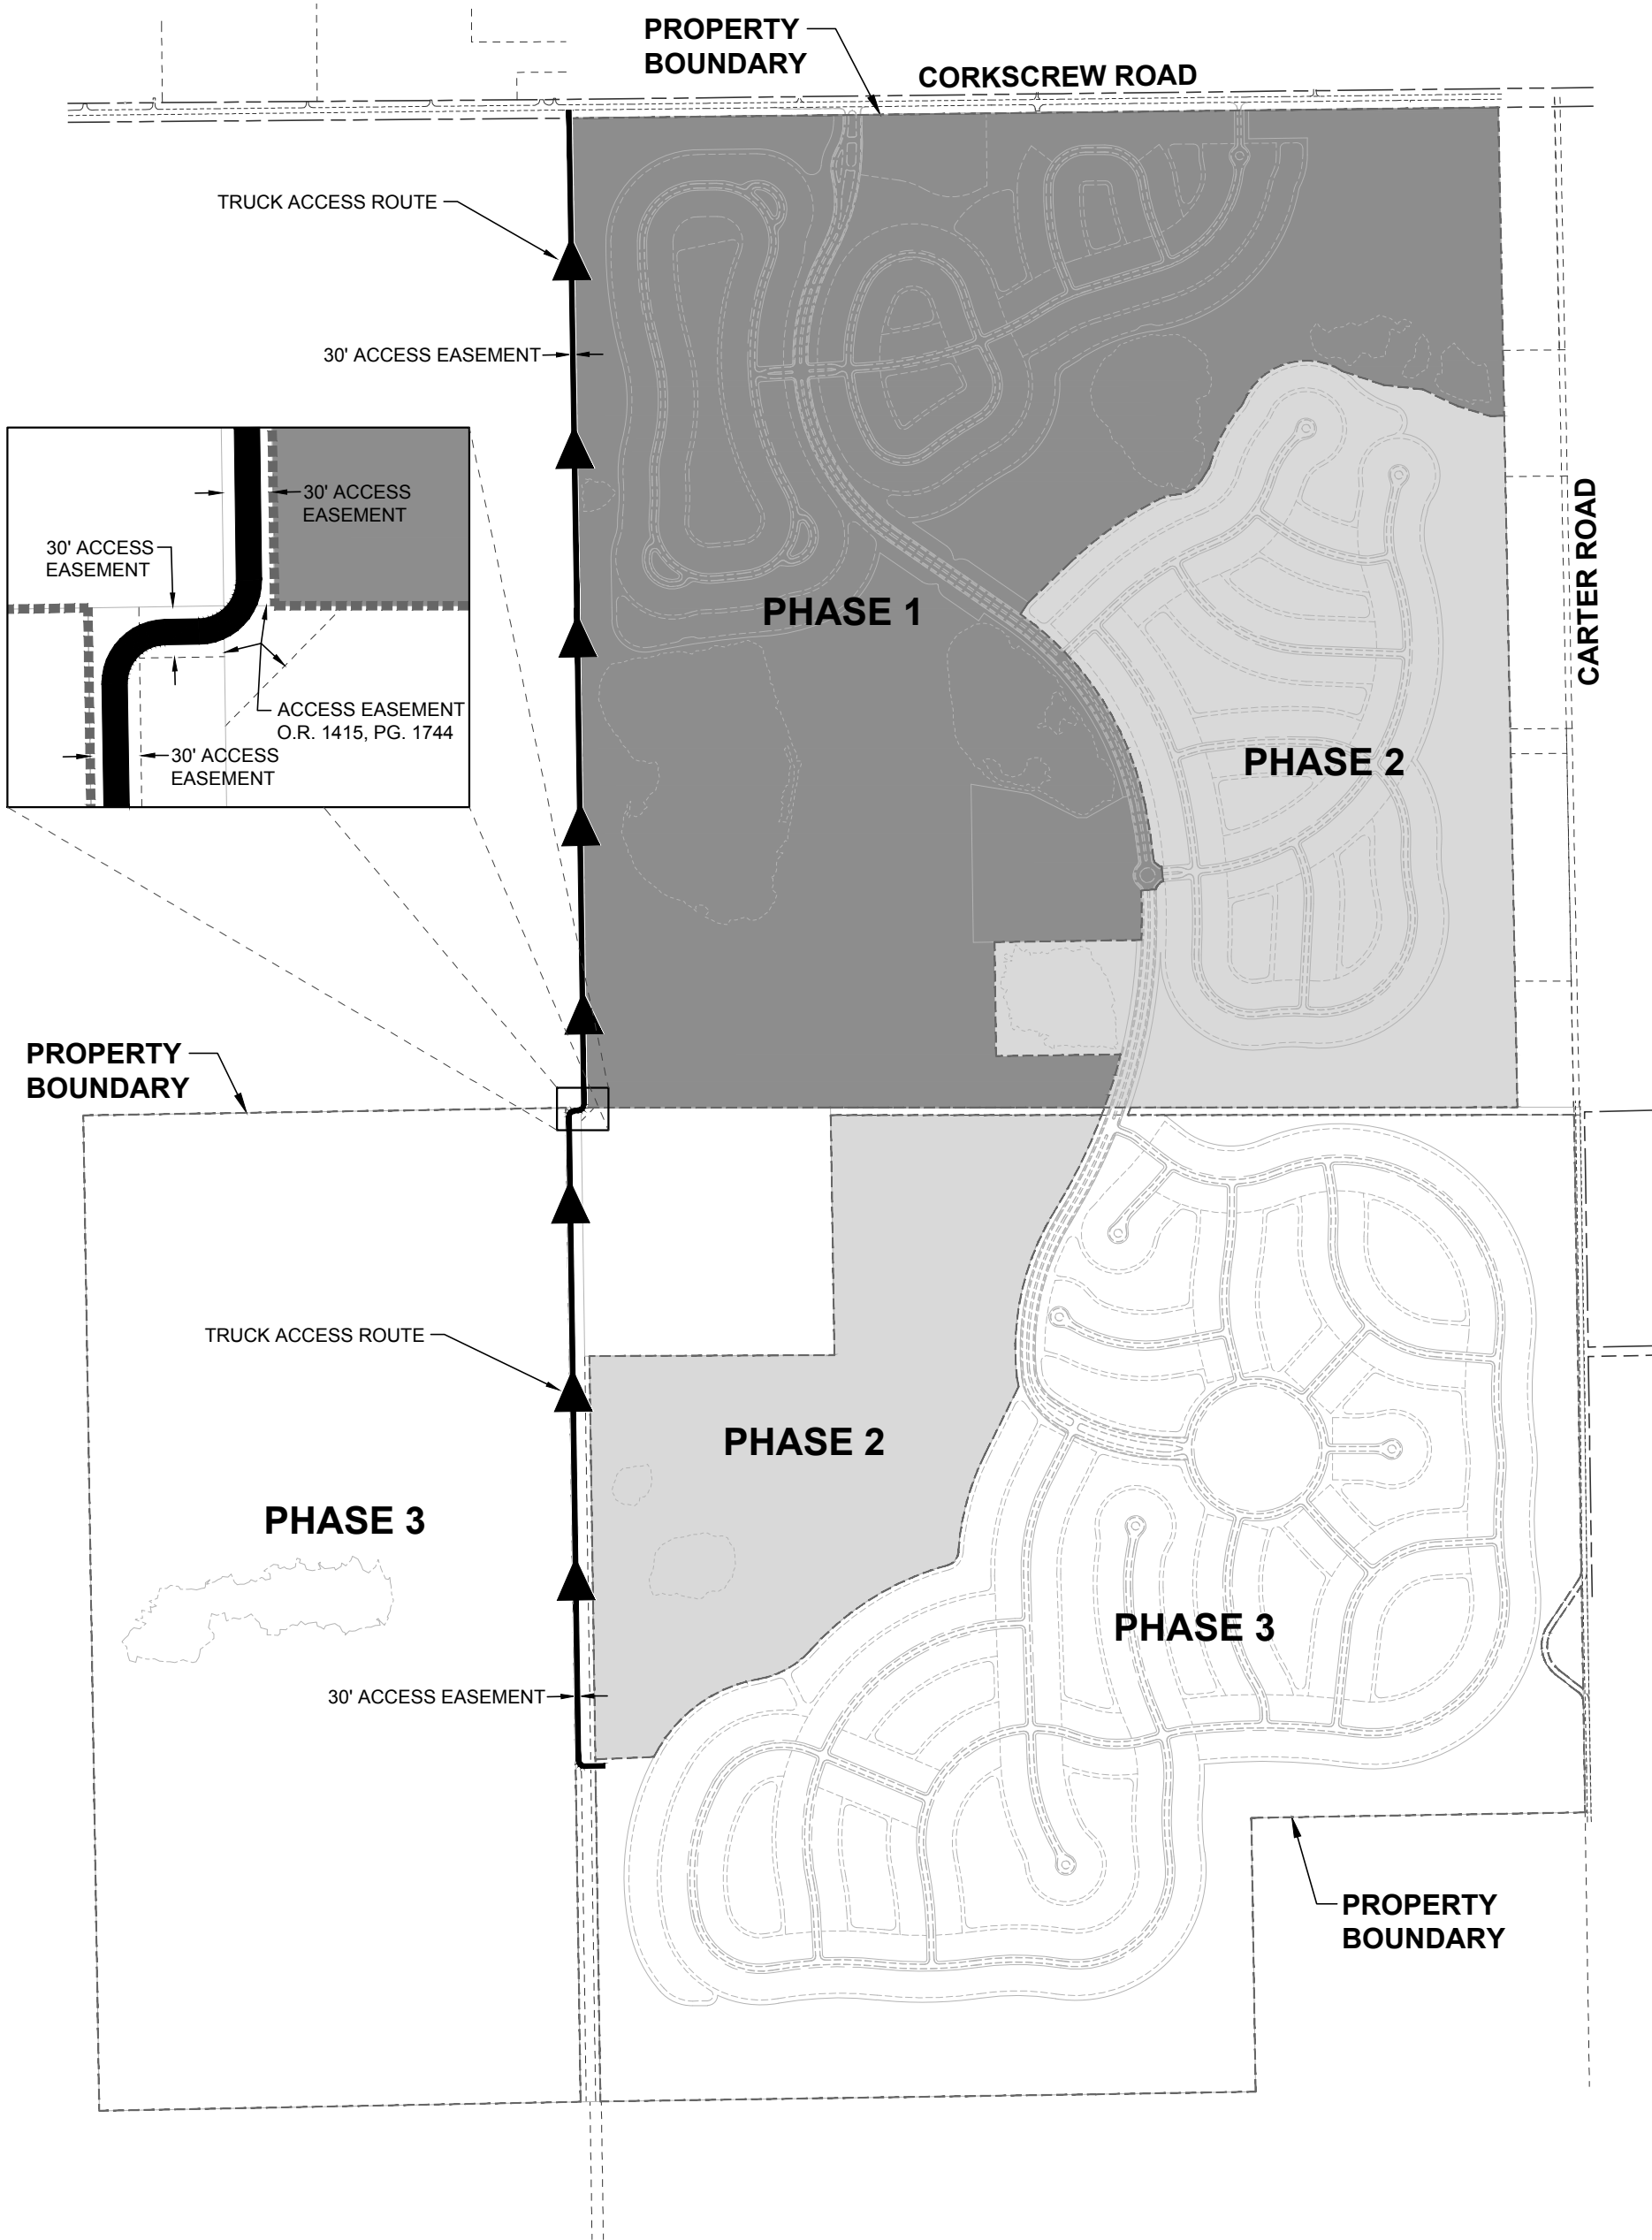 PROPERTY
BOUNDARY
CORKSCREW ROAD
TRUCK ACCESS ROUTE
30' ACCESS EASEMENT
30' ACCESS
EASEMENT
30' ACCESS
EASEMENT
ACCESS EASEMENT
O.R. 1415, PG. 1744
30' ACCESS
EASEMENT
CARTER ROAD
PHASE 1
PHASE 2
PROPERTY
BOUNDARY
TRUCK ACCESS ROUTE
PHASE 2
PHASE 3
PHASE 3
30' ACCESS EASEMENT
PROPERTY
BOUNDARY